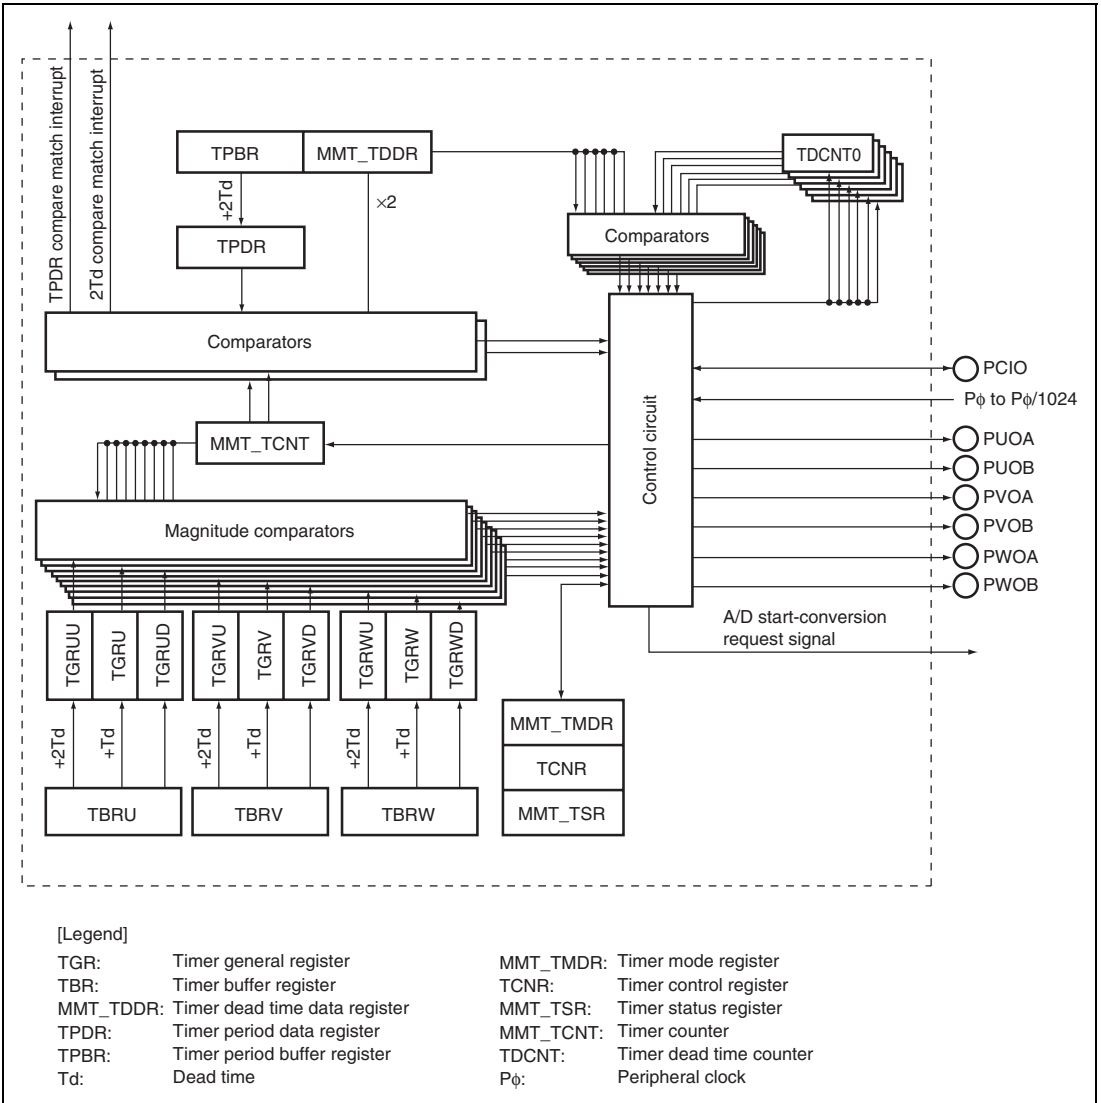 TPDR compare match interrupt
2Td compare match interrupt
TPBR
MMT_TDDR
TDCNT0
+2Td
×2
TPDR
Comparators
Comparators
PCIO
Pϕ to Pϕ/1024
Control circuit
MMT_TCNT
PUOA
PUOB
PVOA
PVOB
PWOA
PWOB
Magnitude comparators
A/D start-conversion
request signal
TGRUU
TGRU
TGRUD
TGRVU
TGRV
TGRVD
TGRWU
TGRW
TGRWD
+2Td
+Td
+2Td
+Td
+2Td
+Td
TBRU
TBRV
TBRW
MMT_TMDR
TCNR
MMT_TSR
[Legend]
TGR: Timer general register
TBR: Timer buffer register
MMT_TDDR: Timer dead time data register
TPDR: Timer period data register
TPBR: Timer period buffer register
Td: Dead time
MMT_TMDR: Timer mode register
TCNR: Timer control register
MMT_TSR: Timer status register
MMT_TCNT: Timer counter
TDCNT: Timer dead time counter
Pϕ: Peripheral clock